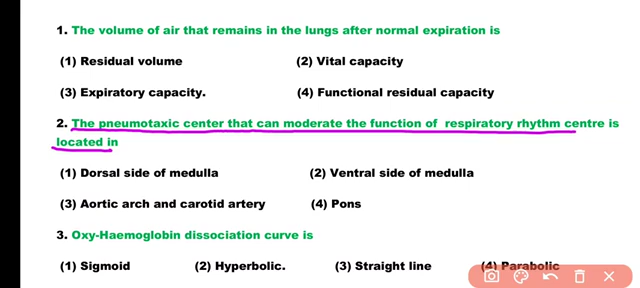 1. The volume of air that remains in the lungs after normal expiration is
(1) Residual volume (2) Vital capacity
(3) Expiratory capacity. (4) Functional residual capacity
2. The pneumotaxic center that can moderate the function of respiratory rhythm centre is
located in
(1) Dorsal side of medulla (2) Ventral side of medulla
(3) Aortic arch and carotid artery (4) Pons
3. Oxy-Haemoglobin dissociation curve is
(1) Sigmoid (2) Hyperbolic. (3) Straight line (4) Parabolic